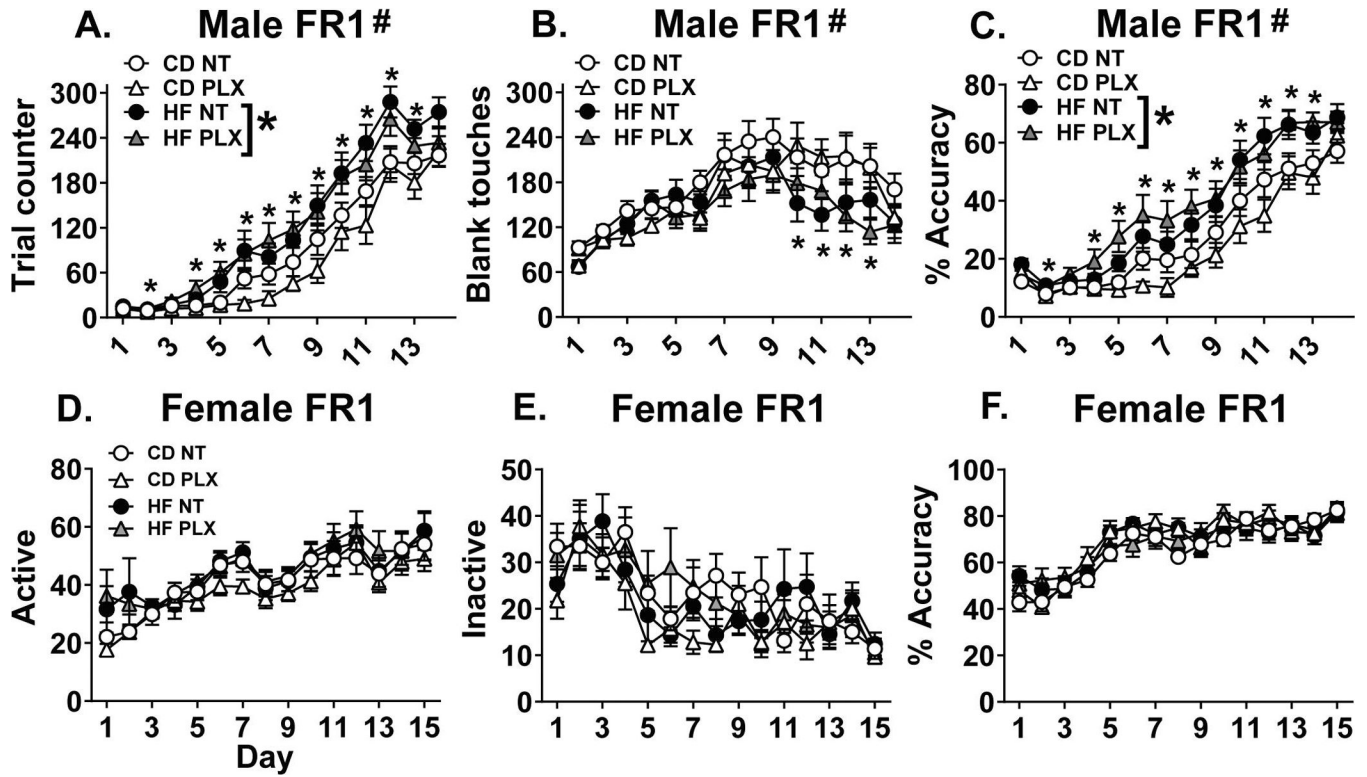 A. Male FR1#
CD NT
CD PLX
HF NT
HF PLX
*
Trial counter
300
240
180
120
60
0
* * * * * * * * * * *
1 3 5 7 9 11 13
B. Male FR1#
CD NT
CD PLX
HF NT
HF PLX
Blank touches
300
240
180
120
60
0
* * * *
1 3 5 7 9 11 13
C. Male FR1#
CD NT
CD PLX
HF NT
HF PLX
*
% Accuracy
80
60
40
20
0
* * * * * * * * * * *
1 3 5 7 9 11 13
D. Female FR1
CD NT
CD PLX
HF NT
HF PLX
Active
80
60
40
20
0
1 3 5 7 9 11 13 15
Day
E. Female FR1
Inactive
50
40
30
20
10
0
1 3 5 7 9 11 13 15
F. Female FR1
% Accuracy
100
80
60
40
20
0
1 3 5 7 9 11 13 15